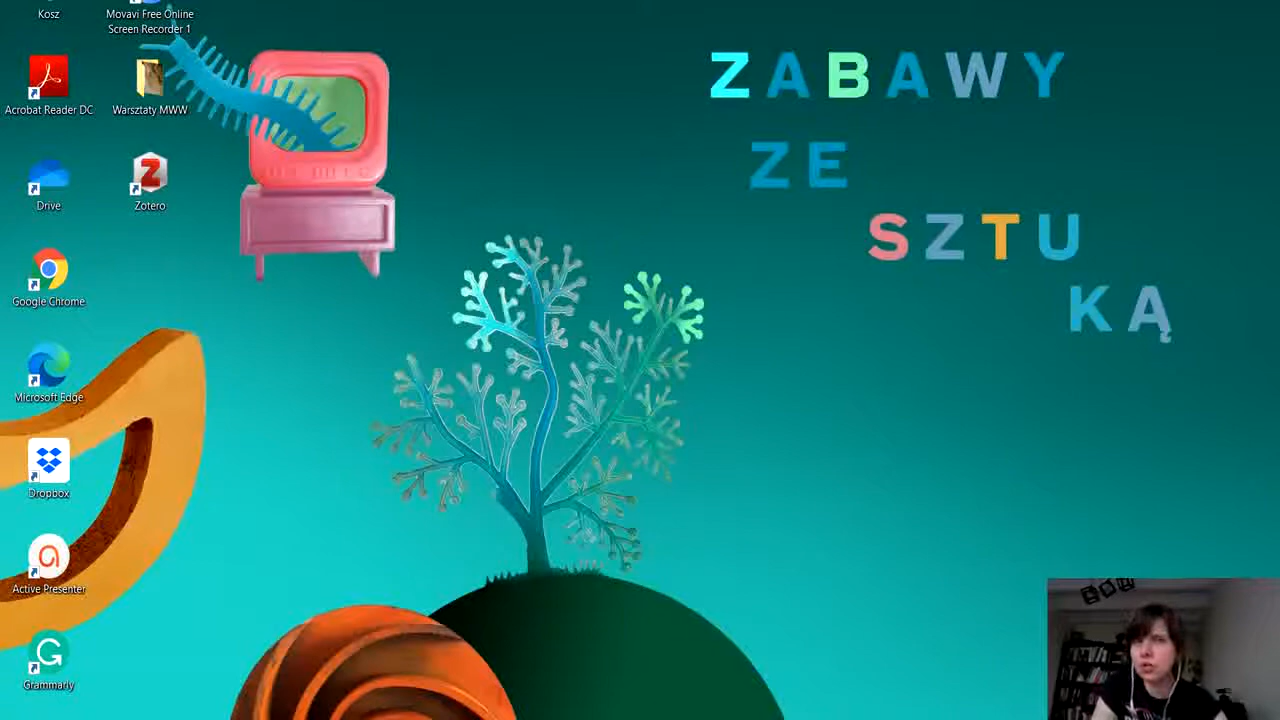 Kosz
Movavi Free Online
Screen Recorder 1
Acrobat Reader DC
Warsztaty MWW
Drive
Zotero
Google Chrome
Microsoft Edge
Dropbox
Active Presenter
Grammarly
ZABAWY
ZE
SZTU
KĄ